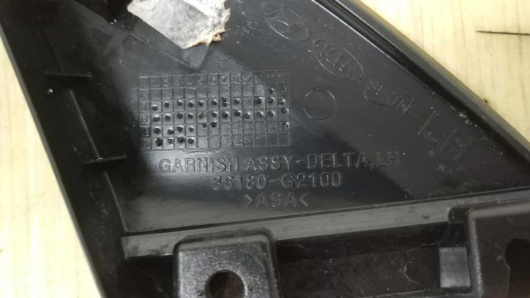 GARNISH ASSY-DELTA,LH
86180-G2100
>ASA<
LH